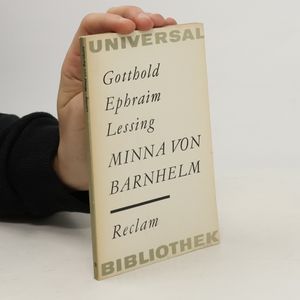 UNIVERSAL
Gotthold
Ephraim
Lessing
MINNA VON
BARNHELM
Reclam
BIBLIOTHEK